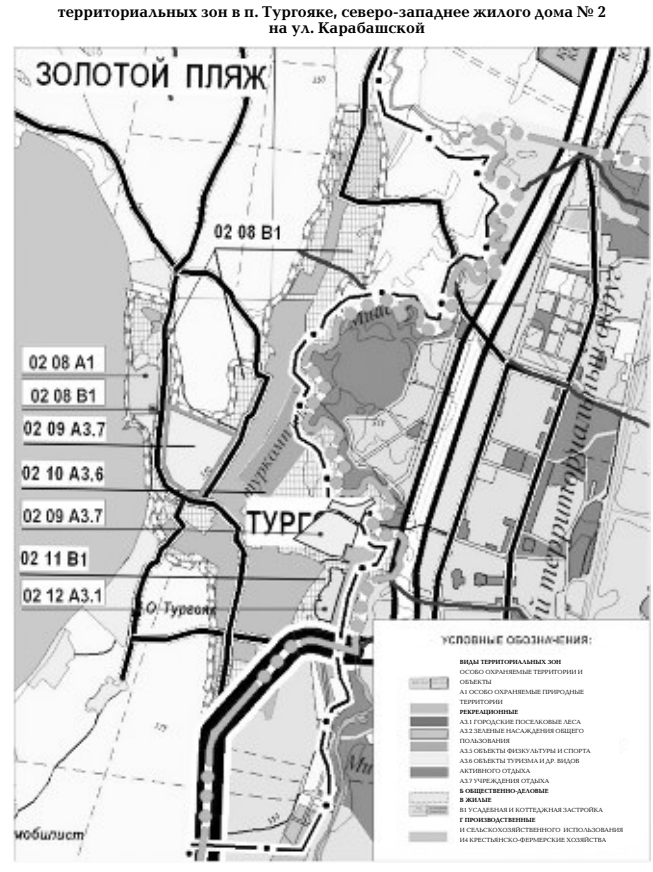 территориальных зон в п. Тургояке, северо-западнее жилого дома № 2
на ул. Карабашской
ЗОЛОТОЙ ПЛЯЖ
02 08 В1
02 08 А1
02 08 В1
02 09 А3.7
02 10 А3.6
02 09 А3.7
02 11 В1
02 12 А3.1
ТУРГО
О. Тургояк
мобилист
й территориальный округ
УСЛОВНЫЕ ОБОЗНАЧЕНИЯ:
ВИДЫ ТЕРРИТОРИАЛЬНЫХ ЗОН
ОСОБО ОХРАНЯЕМЫЕ ТЕРРИТОРИИ И
ОБЪЕКТЫ
А1 ОСОБО ОХРАНЯЕМЫЕ ПРИРОДНЫЕ
ТЕРРИТОРИИ
РЕКРЕАЦИОННЫЕ
А3.1 ГОРОДСКИЕ ПОСЕЛКОВЫЕ ЛЕСА
А3.2 ЗЕЛЕНЫЕ НАСАЖДЕНИЯ ОБЩЕГО
ПОЛЬЗОВАНИЯ
А3.5 ОБЪЕКТЫ ФИЗКУЛЬТУРЫ И СПОРТА
А3.6 ОБЪЕКТЫ ТУРИЗМА И ДР. ВИДОВ
АКТИВНОГО ОТДЫХА
А3.7 УЧРЕЖДЕНИЯ ОТДЫХА
Б ОБЩЕСТВЕННО-ДЕЛОВЫЕ
В ЖИЛЫЕ
В1 УСАДЕБНАЯ И КОТТЕДЖНАЯ ЗАСТРОЙКА
Г ПРОИЗВОДСТВЕННЫЕ
И СЕЛЬСКОХОЗЯЙСТВЕННОГО ИСПОЛЬЗОВАНИЯ
И4 КРЕСТЬЯНСКО-ФЕРМЕРСКИЕ ХОЗЯЙСТВА